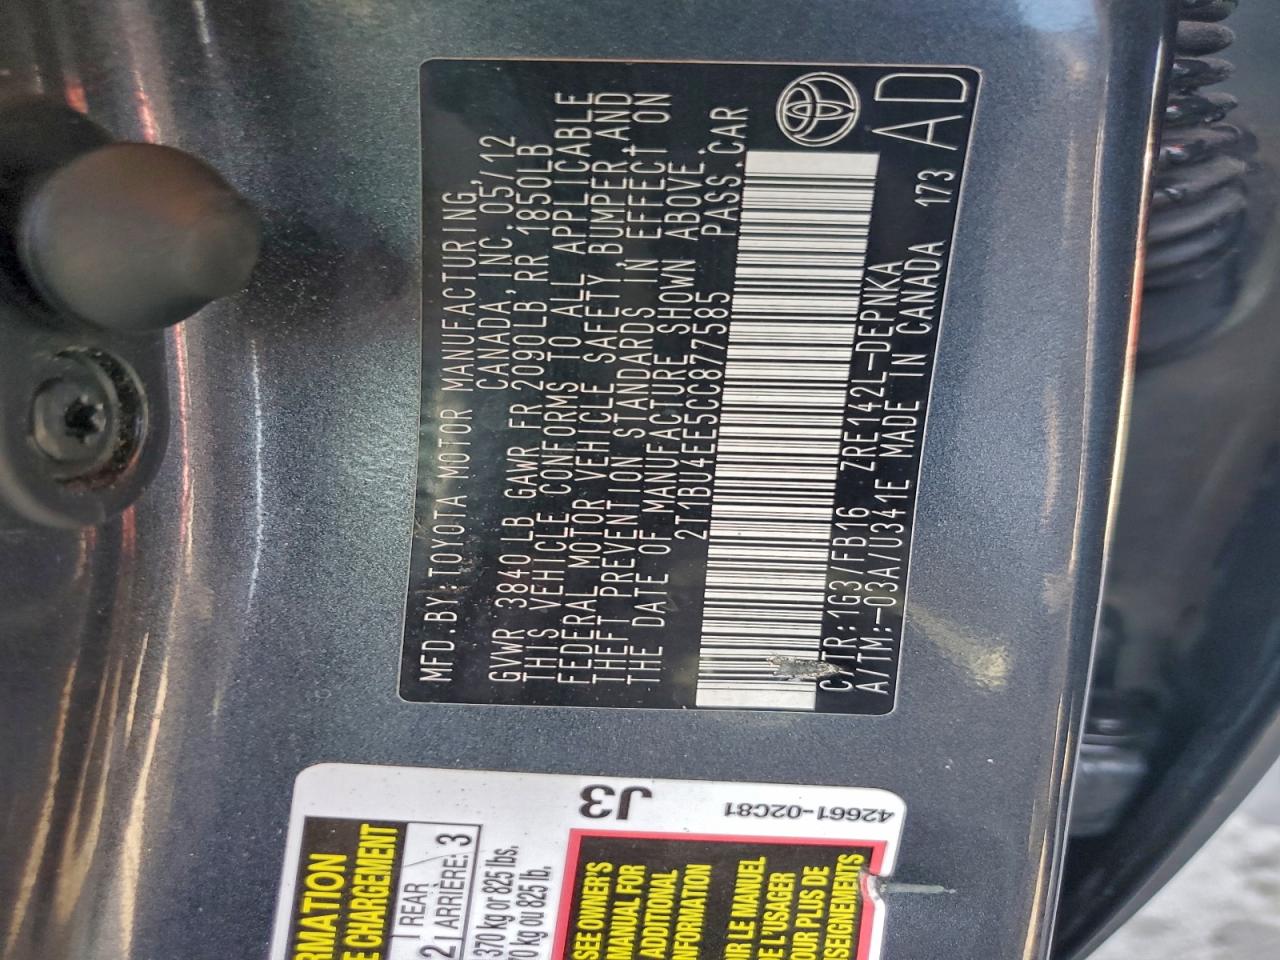 MFD.BY:TOYOTA MOTOR MANUFACTURING,
CANADA,INC. 05/12
GVWR 3840LB GAWR FR 2090LB RR 1850LB
THIS VEHICLE CONFORMS TO ALL APPLICABLE
FEDERAL MOTOR VEHICLE SAFETY,BUMPER,AND
THEFT PREVENTION STANDARDS IN EFFECT ON
THE DATE OF MANUFACTURE SHOWN ABOVE.
2T1BU4EE5CC877585 PASS.CAR
C/TR:1G3/FB16 ZRE142L-DEPNKA 173
A/TM:-03A/U341E MADE IN CANADA
AD
J3
42661-02C81
RMATION
E CHARGEMENT
REAR
2 ARRIÈRE: 3
370 kg or 825 lbs.
70 kg ou 825 lb.
SEE OWNER'S
MANUAL FOR
ADDITIONAL
NFORMATION
IR LE MANUEL
E L'USAGER
OUR PLUS DE
SEIGNEMENTS